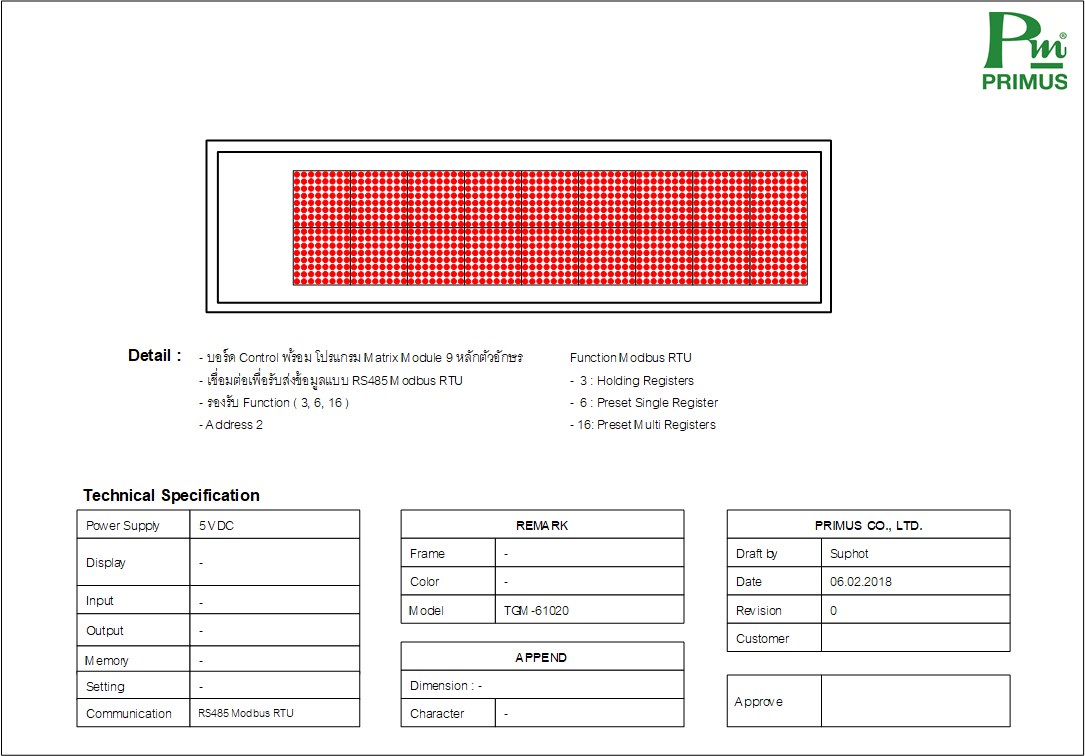 Pm®
PRIMUS
Detail :
- บอร์ด Control พร้อม โปรแกรม Matrix Module 9 หลักตัวอักษร
- เชื่อมต่อเพื่อรับส่งข้อมูลแบบ RS485 Modbus RTU
- รองรับ Function ( 3, 6, 16 )
- Address 2
Function Modbus RTU
- 3 : Holding Registers
- 6 : Preset Single Register
- 16: Preset Multi Registers
Technical Specification
Power Supply 5VDC
Display -
Input -
Output -
Memory -
Setting -
Communication RS485 Modbus RTU
REMARK
Frame -
Color -
Model TGM-61020
APPEND
Dimension : -
Character -
PRIMUS CO., LTD.
Draft by Suphot
Date 06.02.2018
Revision 0
Customer
Approve